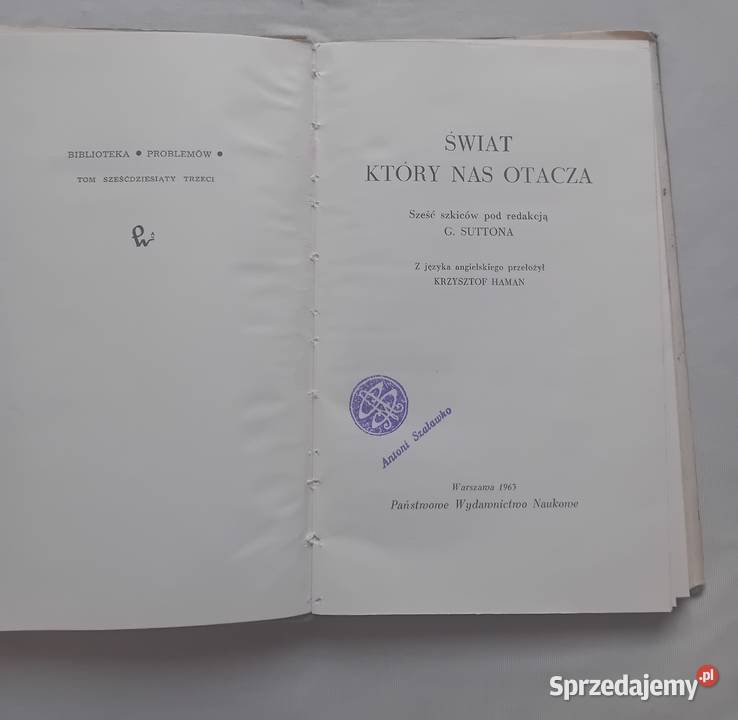 BIBLIOTEKA ● PROBLEMÓW ●
TOM SZEŚĆDZIESIĄTY TRZECI
ŚWIAT
KTÓRY NAS OTACZA
Sześć szkiców pod redakcją
G. SUTTONA
Z języka angielskiego przełożył
KRZYSZTOF HAMAN
Antoni Szaławko
Warszawa 1963
Państwowe Wydawnictwo Naukowe
Sprzedajemy.pl